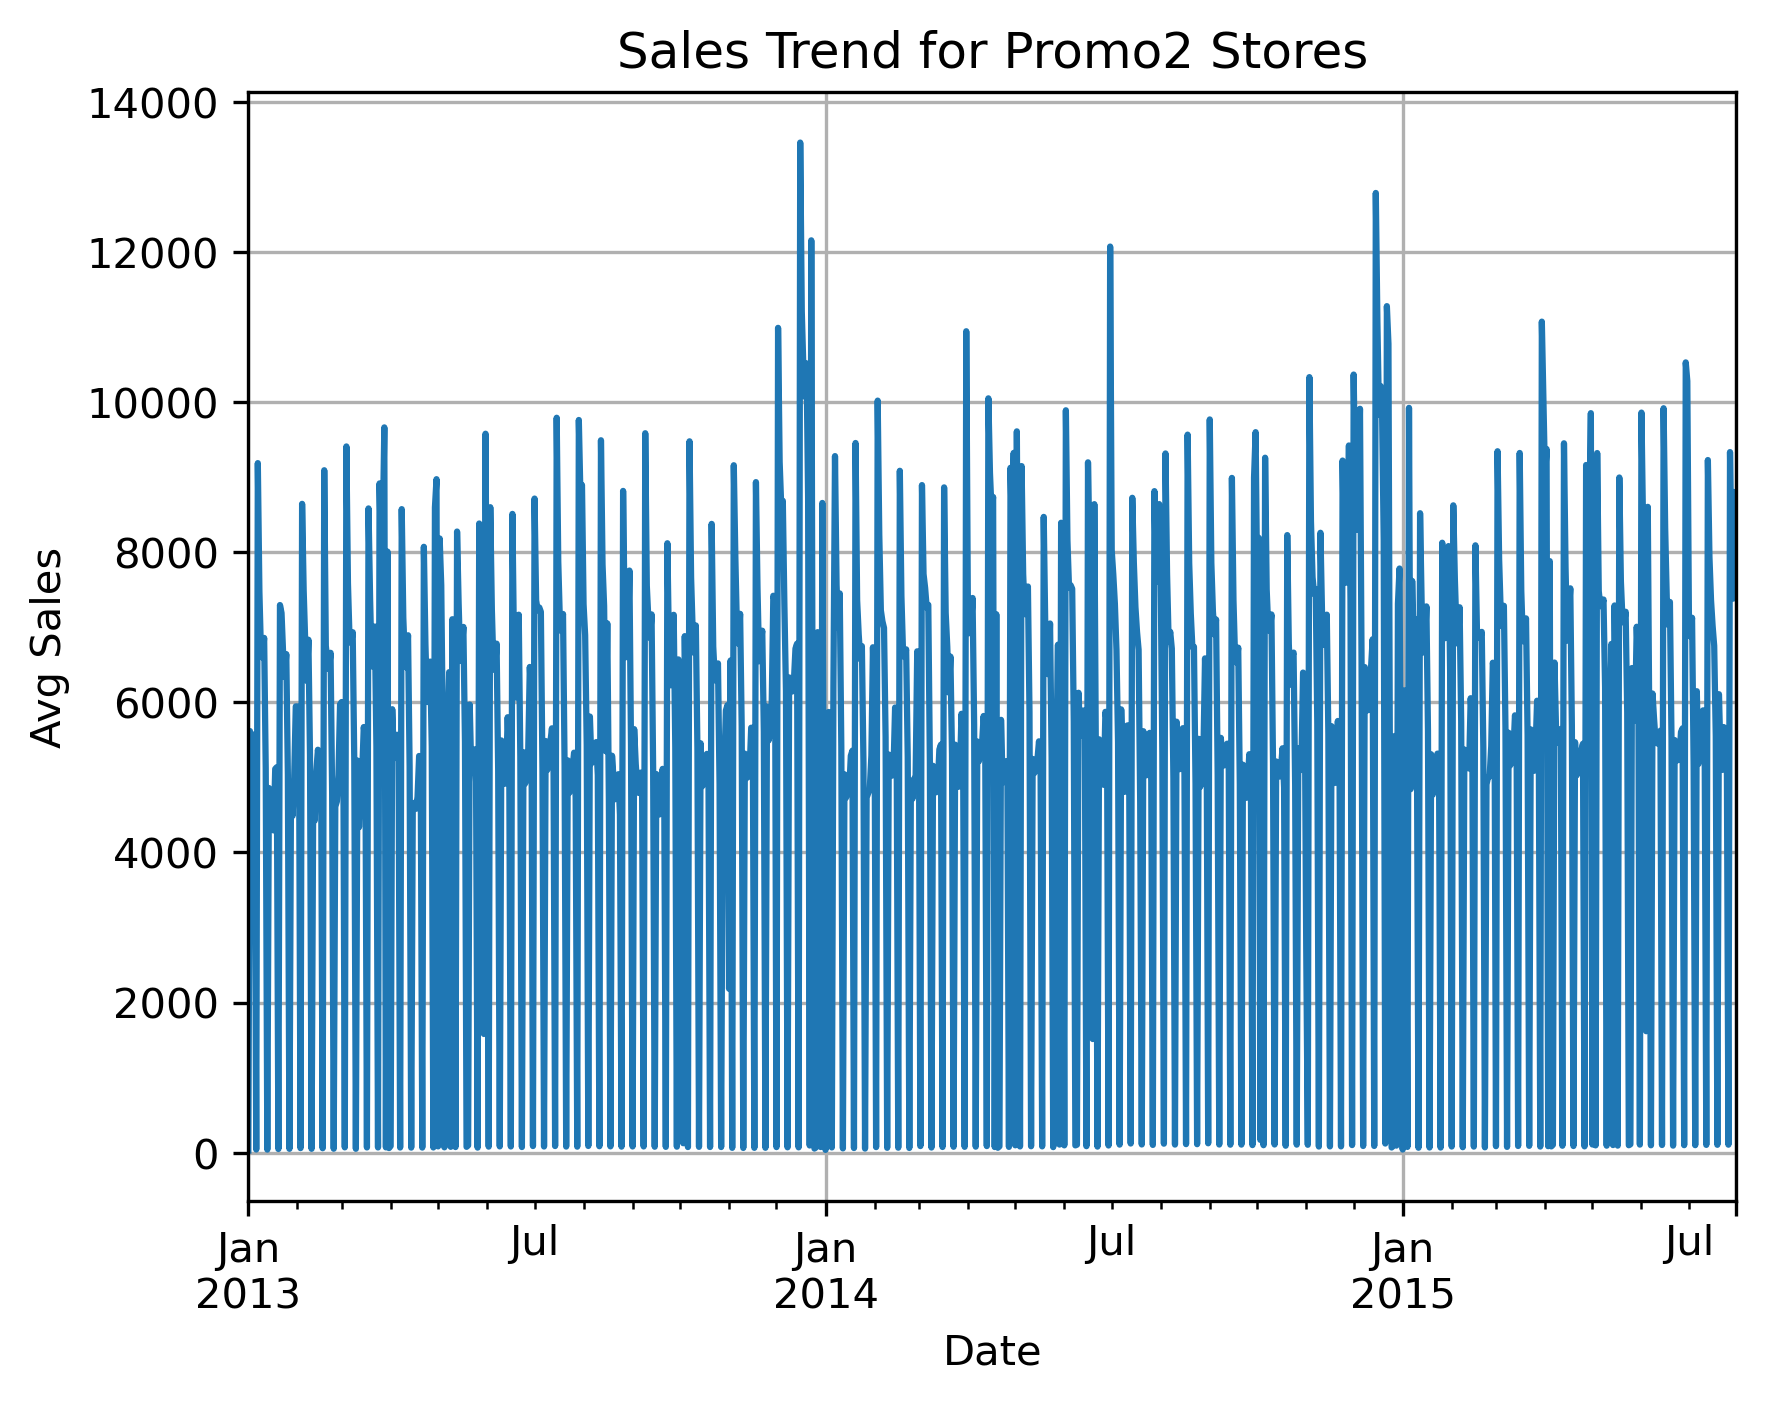 Sales Trend for Promo2 Stores
14000
12000
10000
8000
6000
4000
2000
0
Avg Sales
Jan
2013
Jul
Jan
2014
Jul
Jan
2015
Jul
Date